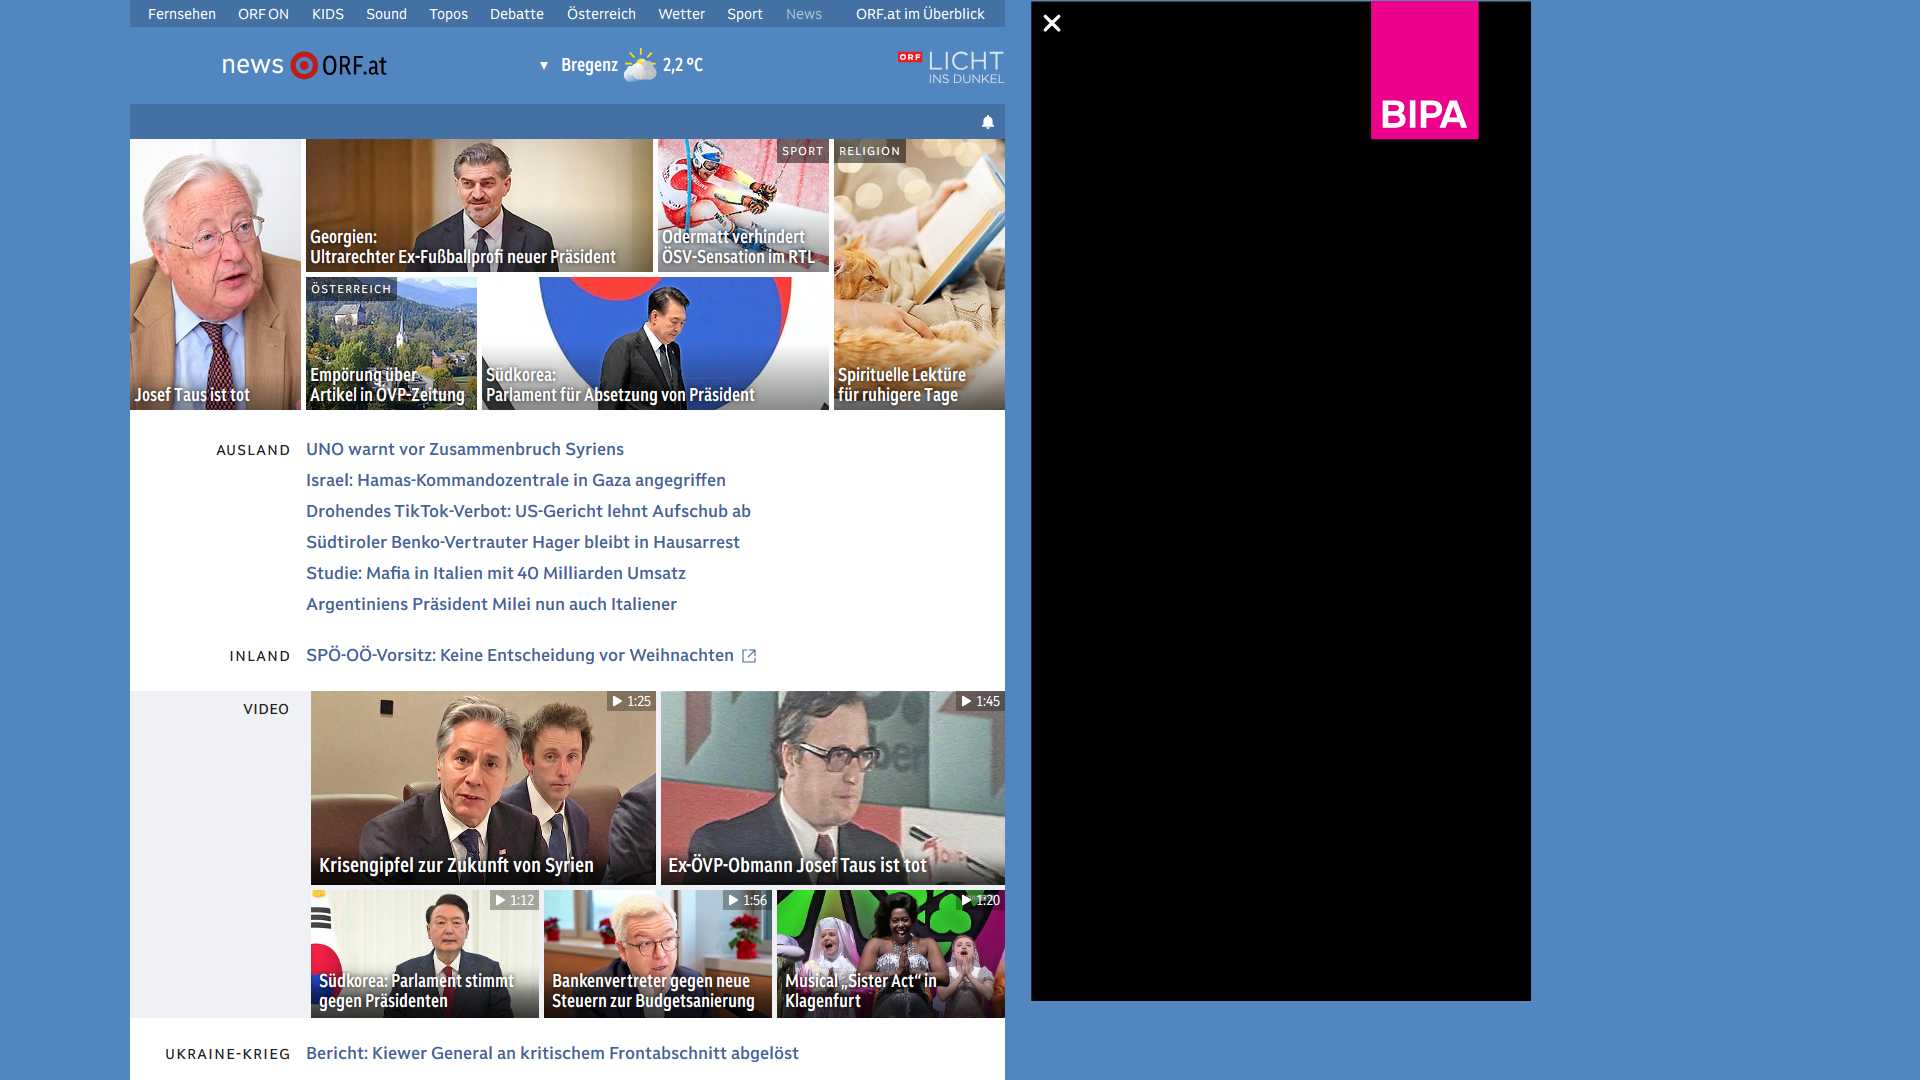 Fernsehen ORF ON KIDS Sound Topos Debatte Österreich Wetter Sport News ORF.at im Überblick
news ORF.at
Bregenz 2,2 °C
ORF LICHT
INS DUNKEL
BIPA
Josef Taus ist tot
Georgien:
Ultrarechter Ex-Fußballprofi neuer Präsident
SPORT
Odermatt verhindert
ÖSV-Sensation im RTL
RELIGION
Spirituelle Lektüre
für ruhigere Tage
ÖSTERREICH
Empörung über
Artikel in ÖVP-Zeitung
Südkorea:
Parlament für Absetzung von Präsident
AUSLAND
UNO warnt vor Zusammenbruch Syriens
Israel: Hamas-Kommandozentrale in Gaza angegriffen
Drohendes TikTok-Verbot: US-Gericht lehnt Aufschub ab
Südtiroler Benko-Vertrauter Hager bleibt in Hausarrest
Studie: Mafia in Italien mit 40 Milliarden Umsatz
Argentiniens Präsident Milei nun auch Italiener
INLAND
SPÖ-OÖ-Vorsitz: Keine Entscheidung vor Weihnachten
VIDEO
1:25
Krisengipfel zur Zukunft von Syrien
1:45
Ex-ÖVP-Obmann Josef Taus ist tot
1:12
Südkorea: Parlament stimmt
gegen Präsidenten
1:56
Bankenvertreter gegen neue
Steuern zur Budgetsanierung
1:20
Musical „Sister Act“ in
Klagenfurt
UKRAINE-KRIEG
Bericht: Kiewer General an kritischem Frontabschnitt abgelöst